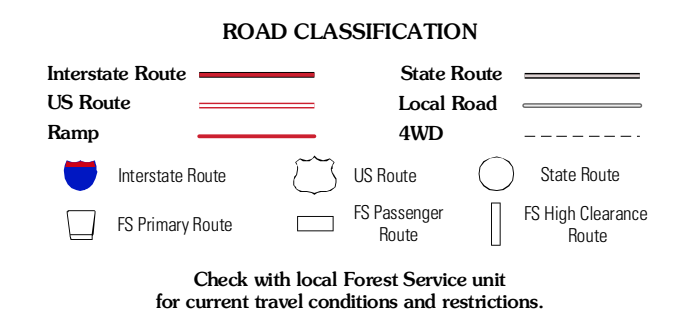 ROAD CLASSIFICATION
Interstate Route
State Route
US Route
Local Road
Ramp
4WD
Interstate Route
US Route
State Route
FS Primary Route
FS Passenger
Route
FS High Clearance
Route
Check with local Forest Service unit
for current travel conditions and restrictions.